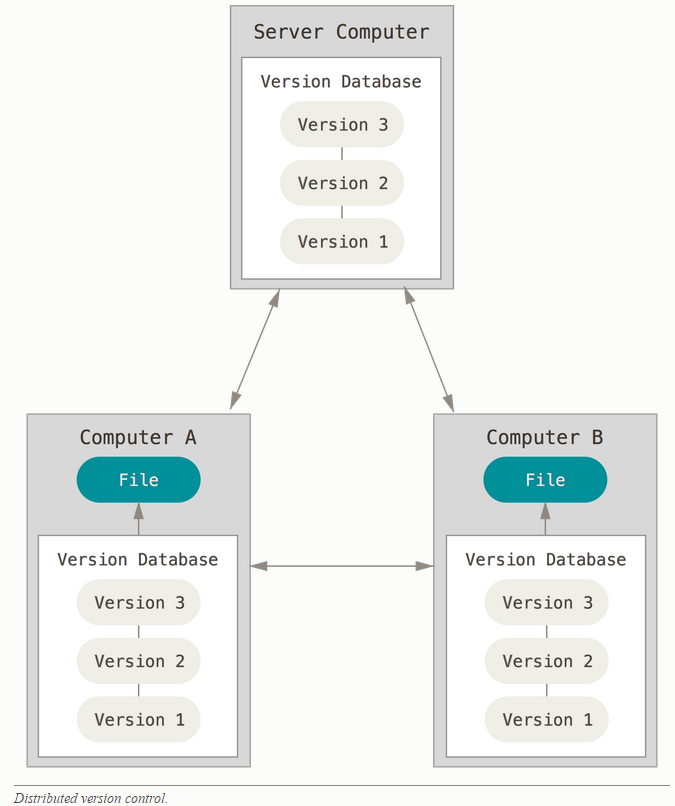 Server Computer
Version Database
Version 3
Version 2
Version 1
Computer A
File
Version Database
Version 3
Version 2
Version 1
Computer B
File
Version Database
Version 3
Version 2
Version 1
Distributed version control.